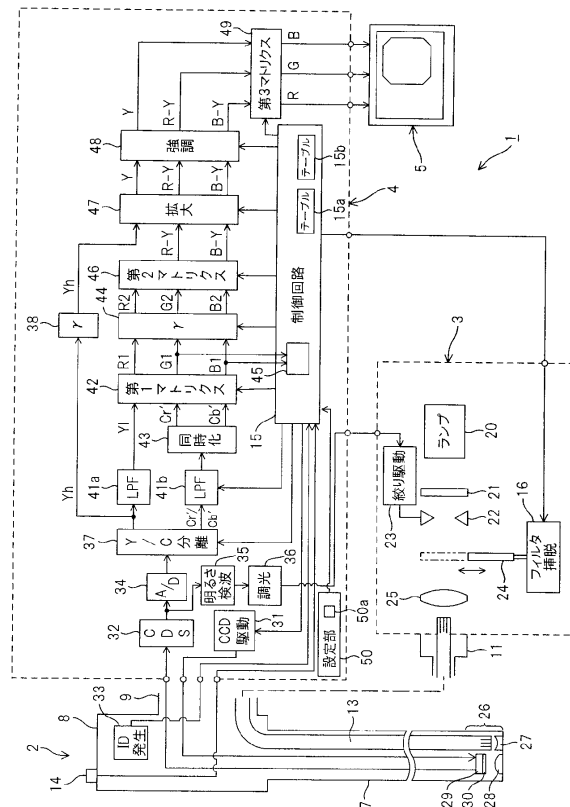 1
2
14
8
33
ID
発生
9
7
13
26
27
28
29
30
32
CDS
34
A/D
35
明るさ
検波
36
調光
31
CCD
駆動
50
設定部
50a
37
Y/C分離
Yh
Yl
41a
LPF
41b
LPF
Cr'/
Cb'
43
同時化
Cr'
Cb'
42
第1マトリクス
R1
G1
B1
38
γ
Yh
44
γ
45
R2
G2
B2
46
第2マトリクス
R-Y
B-Y
47
拡大
Y
R-Y
B-Y
48
強調
Y
R-Y
B-Y
49
第3マトリクス
R
G
B
5
15
制御回路
15a
テーブル
15b
テーブル
4
3
11
25
24
16
フィルタ
挿脱
23
絞り駆動
22
21
20
ランプ